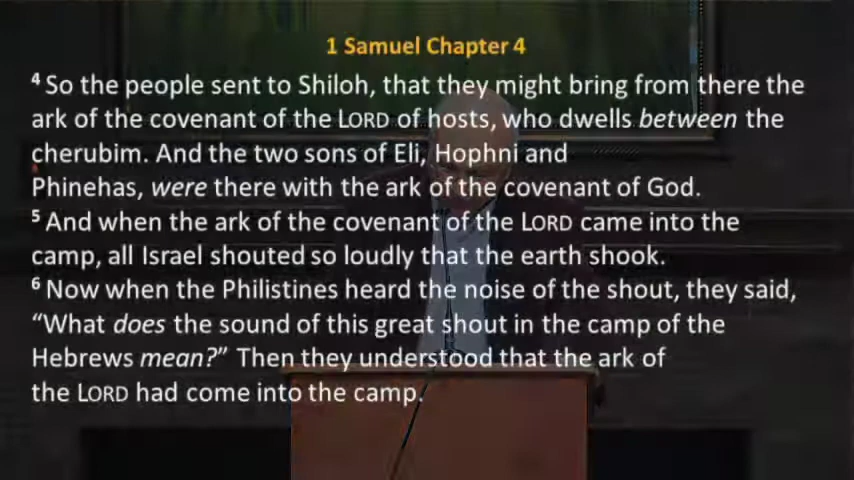 1 Samuel Chapter 4
4 So the people sent to Shiloh, that they might bring from there the
ark of the covenant of the LORD of hosts, who dwells between the
cherubim. And the two sons of Eli, Hophni and
Phinehas, were there with the ark of the covenant of God.
5 And when the ark of the covenant of the LORD came into the
camp, all Israel shouted so loudly that the earth shook.
6 Now when the Philistines heard the noise of the shout, they said,
“What does the sound of this great shout in the camp of the
Hebrews mean?” Then they understood that the ark of
the LORD had come into the camp.